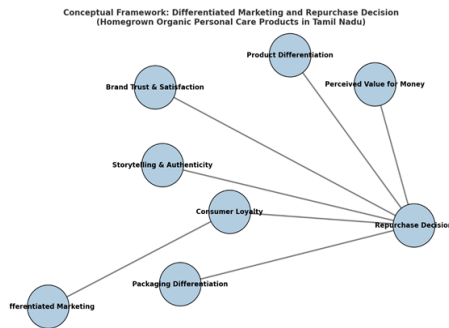 Conceptual Framework: Differentiated Marketing and Repurchase Decision
(Homegrown Organic Personal Care Products in Tamil Nadu)
Product Differentiation
Brand Trust & Satisfaction
Perceived Value for Money
Storytelling & Authenticity
Consumer Loyalty
Repurchase Decision
Packaging Differentiation
fferentiated Marketing